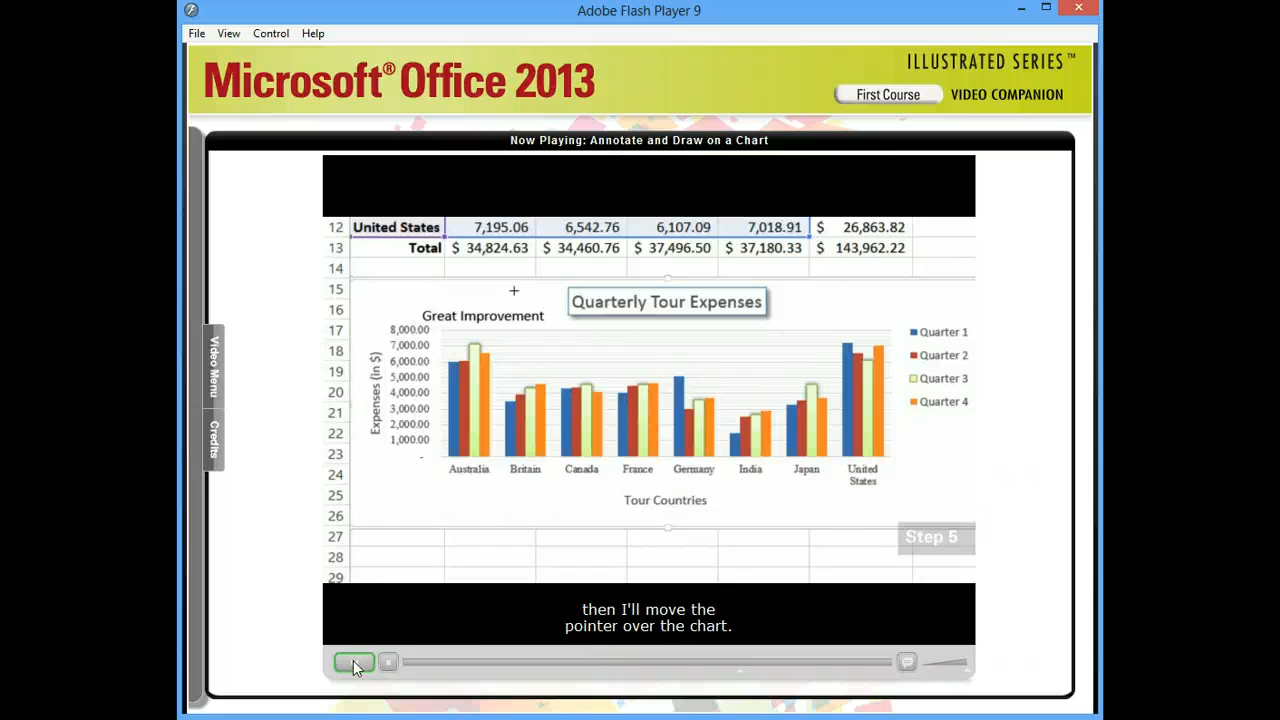 Adobe Flash Player 9
File View Control Help
Microsoft® Office 2013
ILLUSTRATED SERIES™
First Course VIDEO COMPANION
Now Playing: Annotate and Draw on a Chart
Video Menu
Credits
12 United States 7,195.06 6,542.76 6,107.09 7,018.91 $ 26,863.82
13 Total $ 34,824.63 $ 34,460.76 $ 37,496.50 $ 37,180.33 $ 143,962.22
14
15
16
17
18
19
20
21
22
23
24
25
26
27
28
29
Quarterly Tour Expenses
Great Improvement
Expenses (in $)
8,000.00
7,000.00
6,000.00
5,000.00
4,000.00
3,000.00
2,000.00
1,000.00
-
Australia Britain Canada France Germany India Japan United States
Tour Countries
Quarter 1
Quarter 2
Quarter 3
Quarter 4
Step 5
then I'll move the
pointer over the chart.